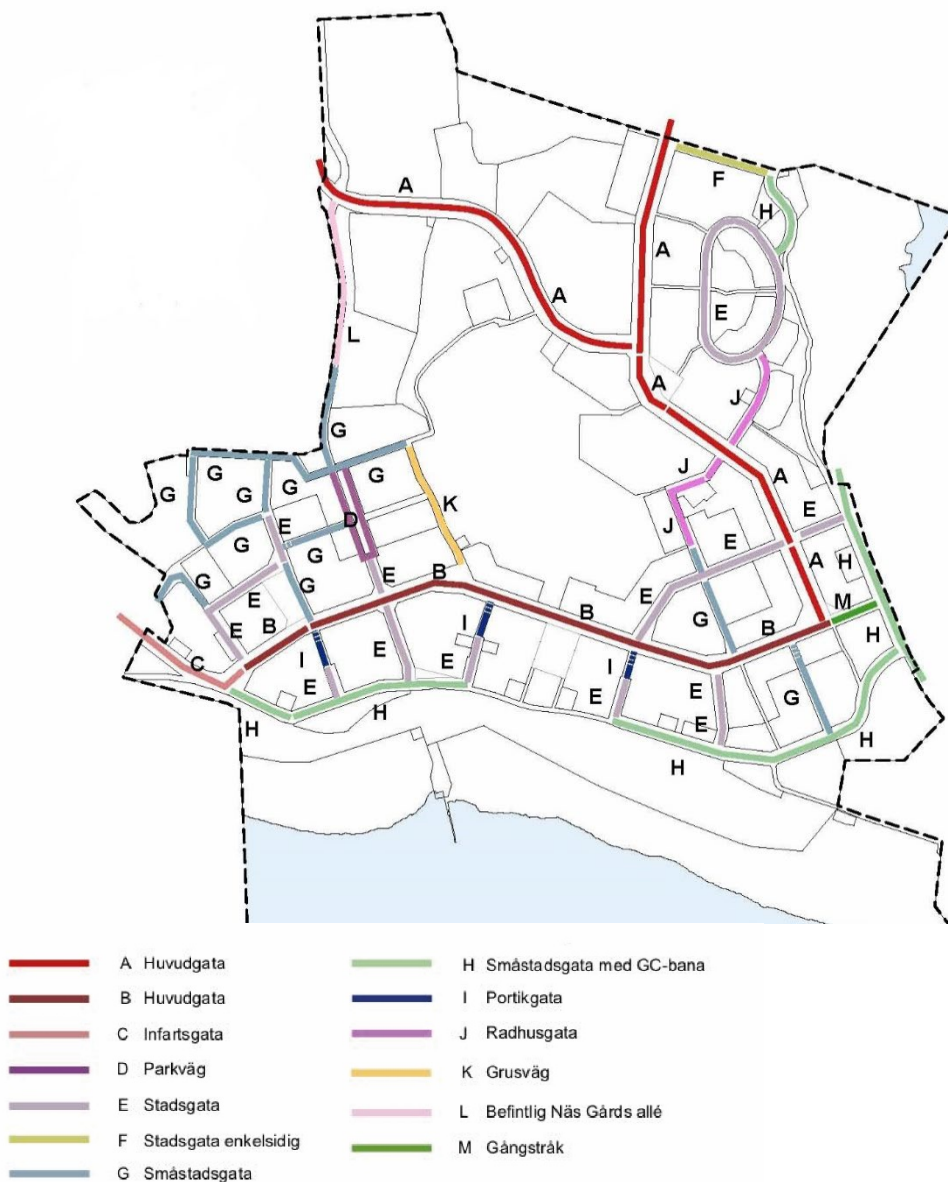 A
F
H
A
A
E
L
A
J
G
G
A
G
G
G
G
K
J
E
D
E
J
E
H
G
G
A
G
E
B
E
M
E
G
E
B
I
B
G
B
H
E
C
I
E
E
I
E
E
E
G
H
H
E
H
H
A Huvudgata
B Huvudgata
C Infartsgata
D Parkväg
E Stadsgata
F Stadsgata enkelsidig
G Småstadsgata
H Småstadsgata med GC-bana
I Portikgata
J Radhusgata
K Grusväg
L Befintlig Näs Gårds allé
M Gångstråk